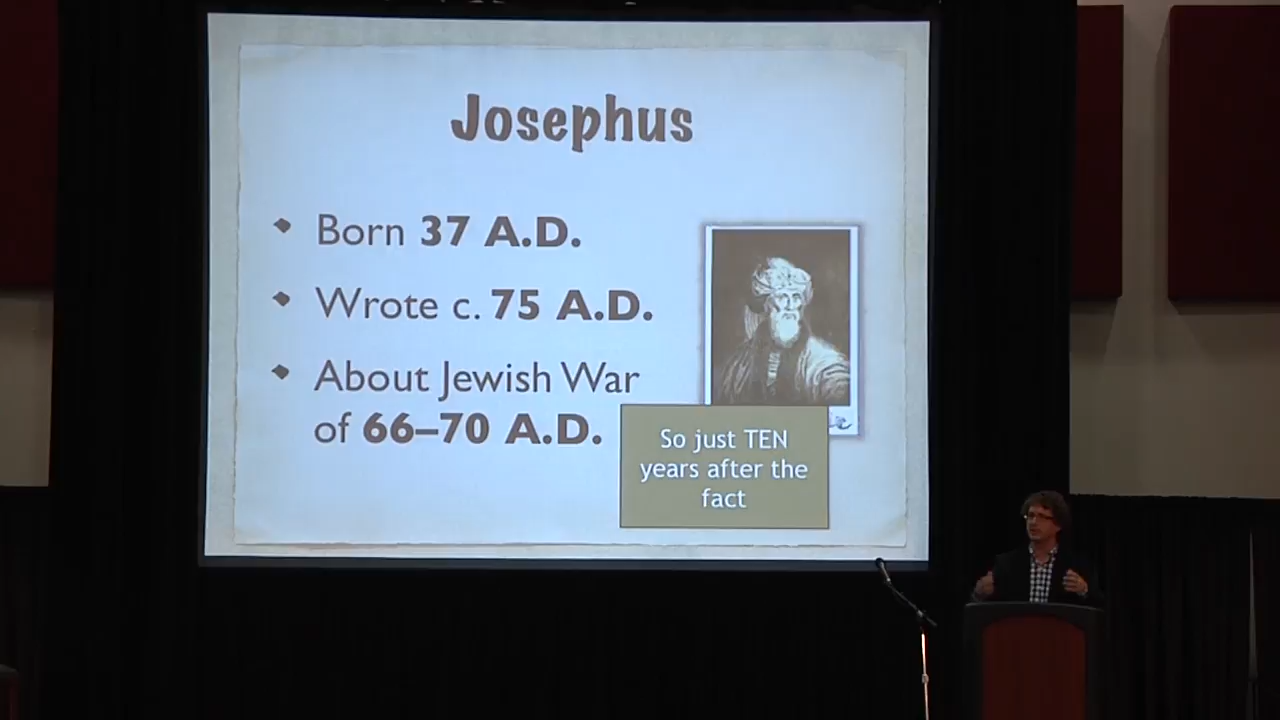 Josephus
Born 37 A.D.
Wrote c. 75 A.D.
About Jewish War
of 66–70 A.D.
So just TEN
years after the
fact